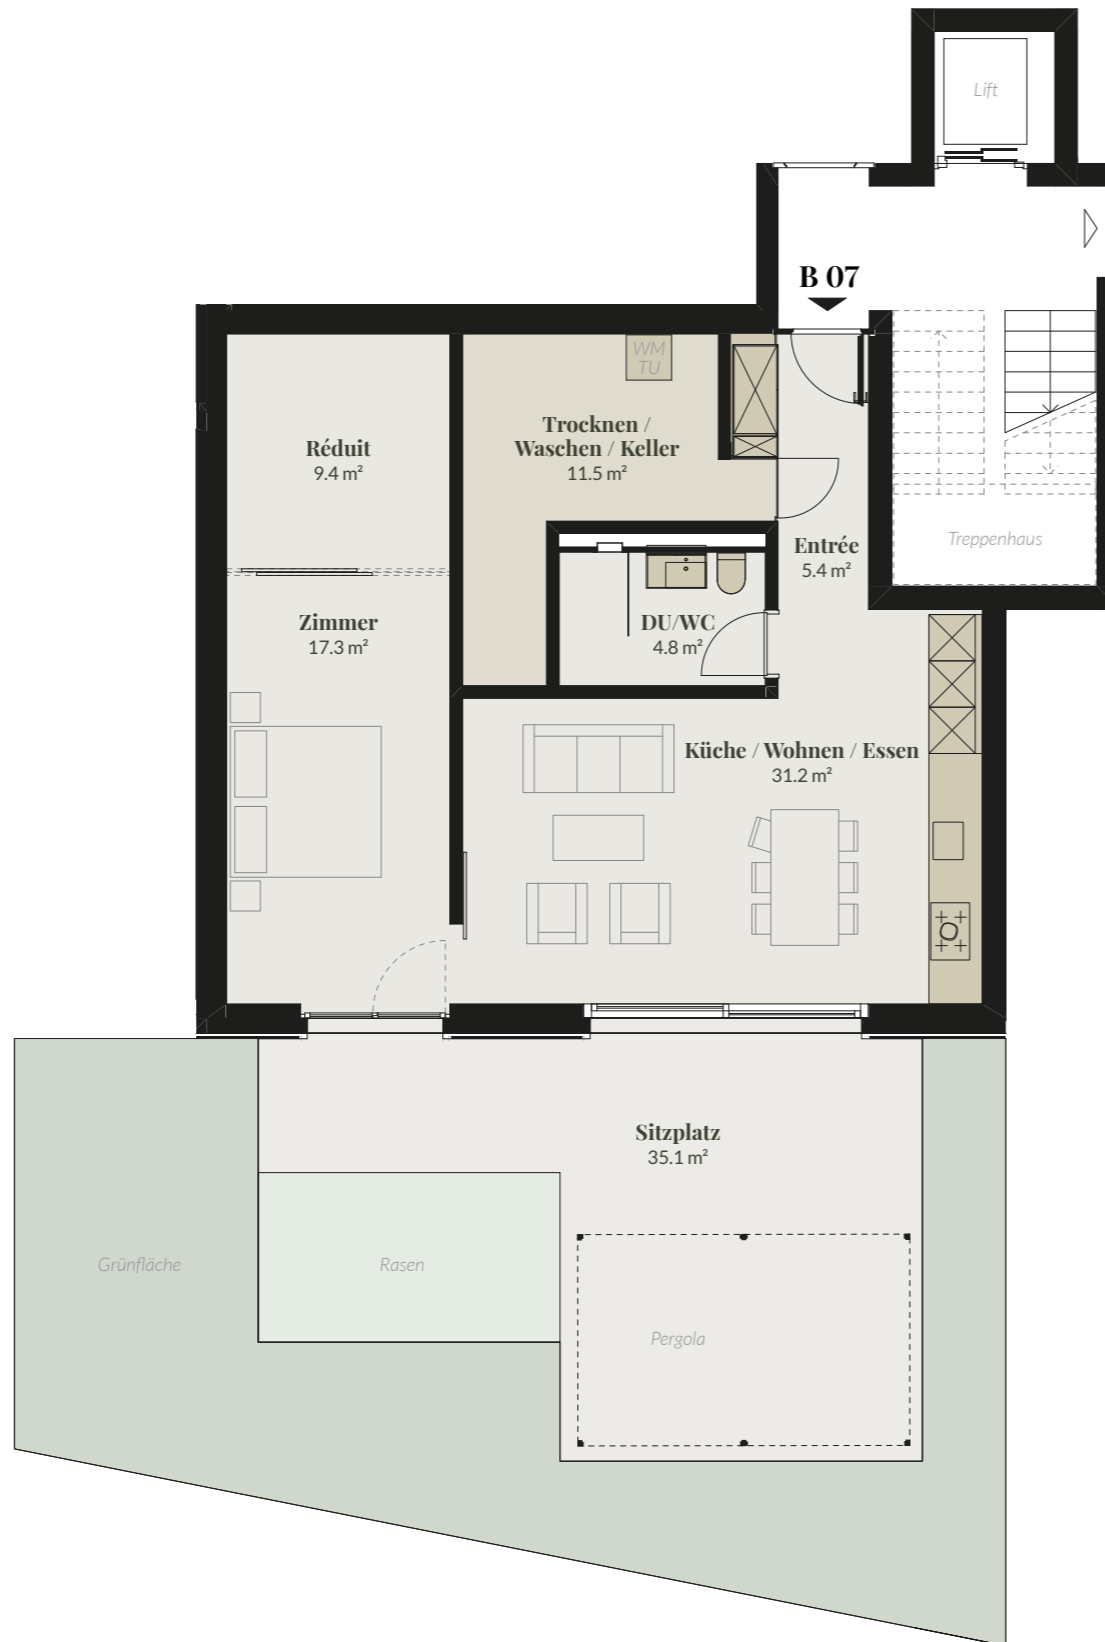 Lift
B 07
WM
TU
Trocknen /
Waschen / Keller
11.5 m²
Réduit
9.4 m²
Entrée
5.4 m²
Treppenhaus
Zimmer
17.3 m²
DU/WC
4.8 m²
Küche / Wohnen / Essen
31.2 m²
Sitzplatz
35.1 m²
Grünfläche
Rasen
Pergola